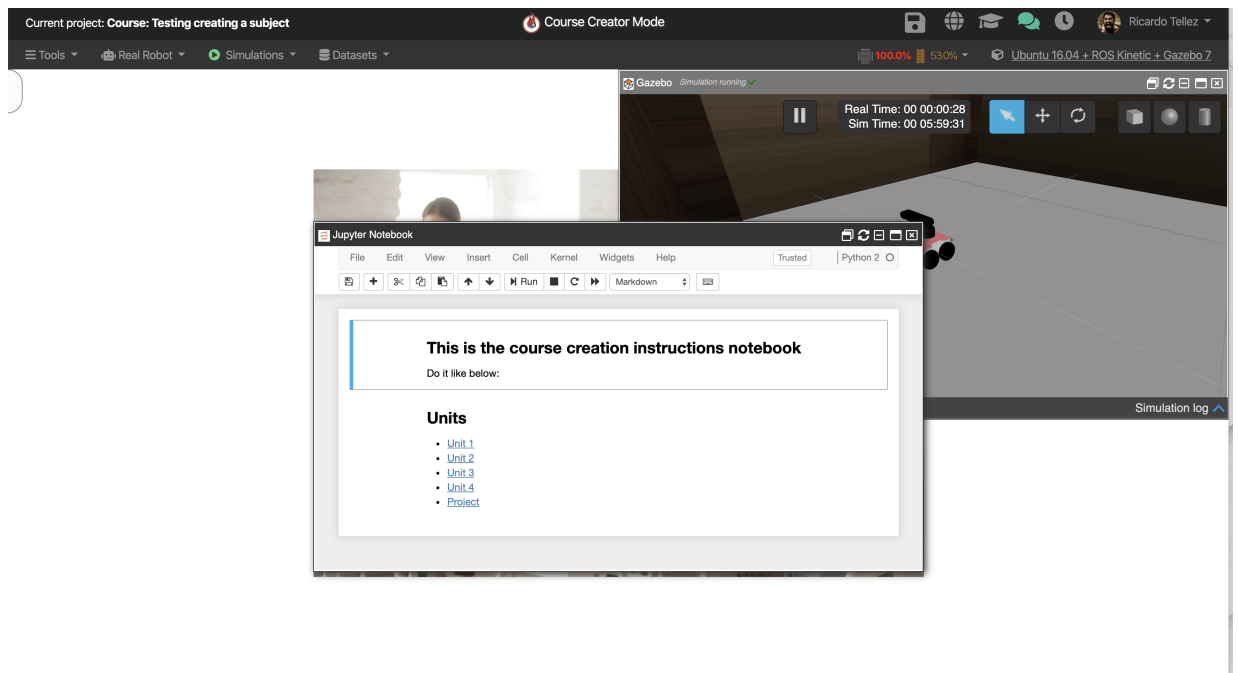 Current project: Course: Testing creating a subject
Course Creator Mode
Ricardo Tellez
Tools
Real Robot
Simulations
Datasets
100.0%
53.0%
Ubuntu 16.04 + ROS Kinetic + Gazebo 7
Gazebo
Simulation running
Real Time: 00 00:00:28
Sim Time: 00 05:59:31
Jupyter Notebook
File Edit View Insert Cell Kernel Widgets Help
Trusted
Python 2
Run
Markdown
This is the course creation instructions notebook
Do it like below:
Units
Unit 1
Unit 2
Unit 3
Unit 4
Project
Simulation log